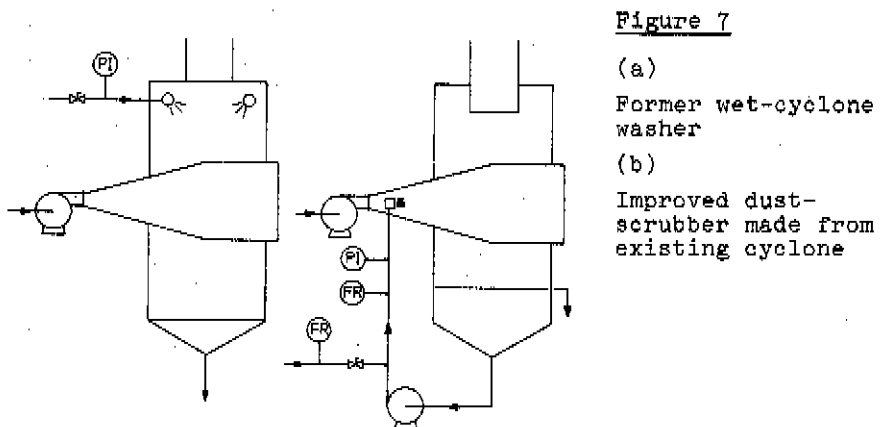 Figure 7
(a)
Former wet-cyclone
washer
(b)
Improved dust-
scrubber made from
existing cyclone
PI
PI
FR
FR